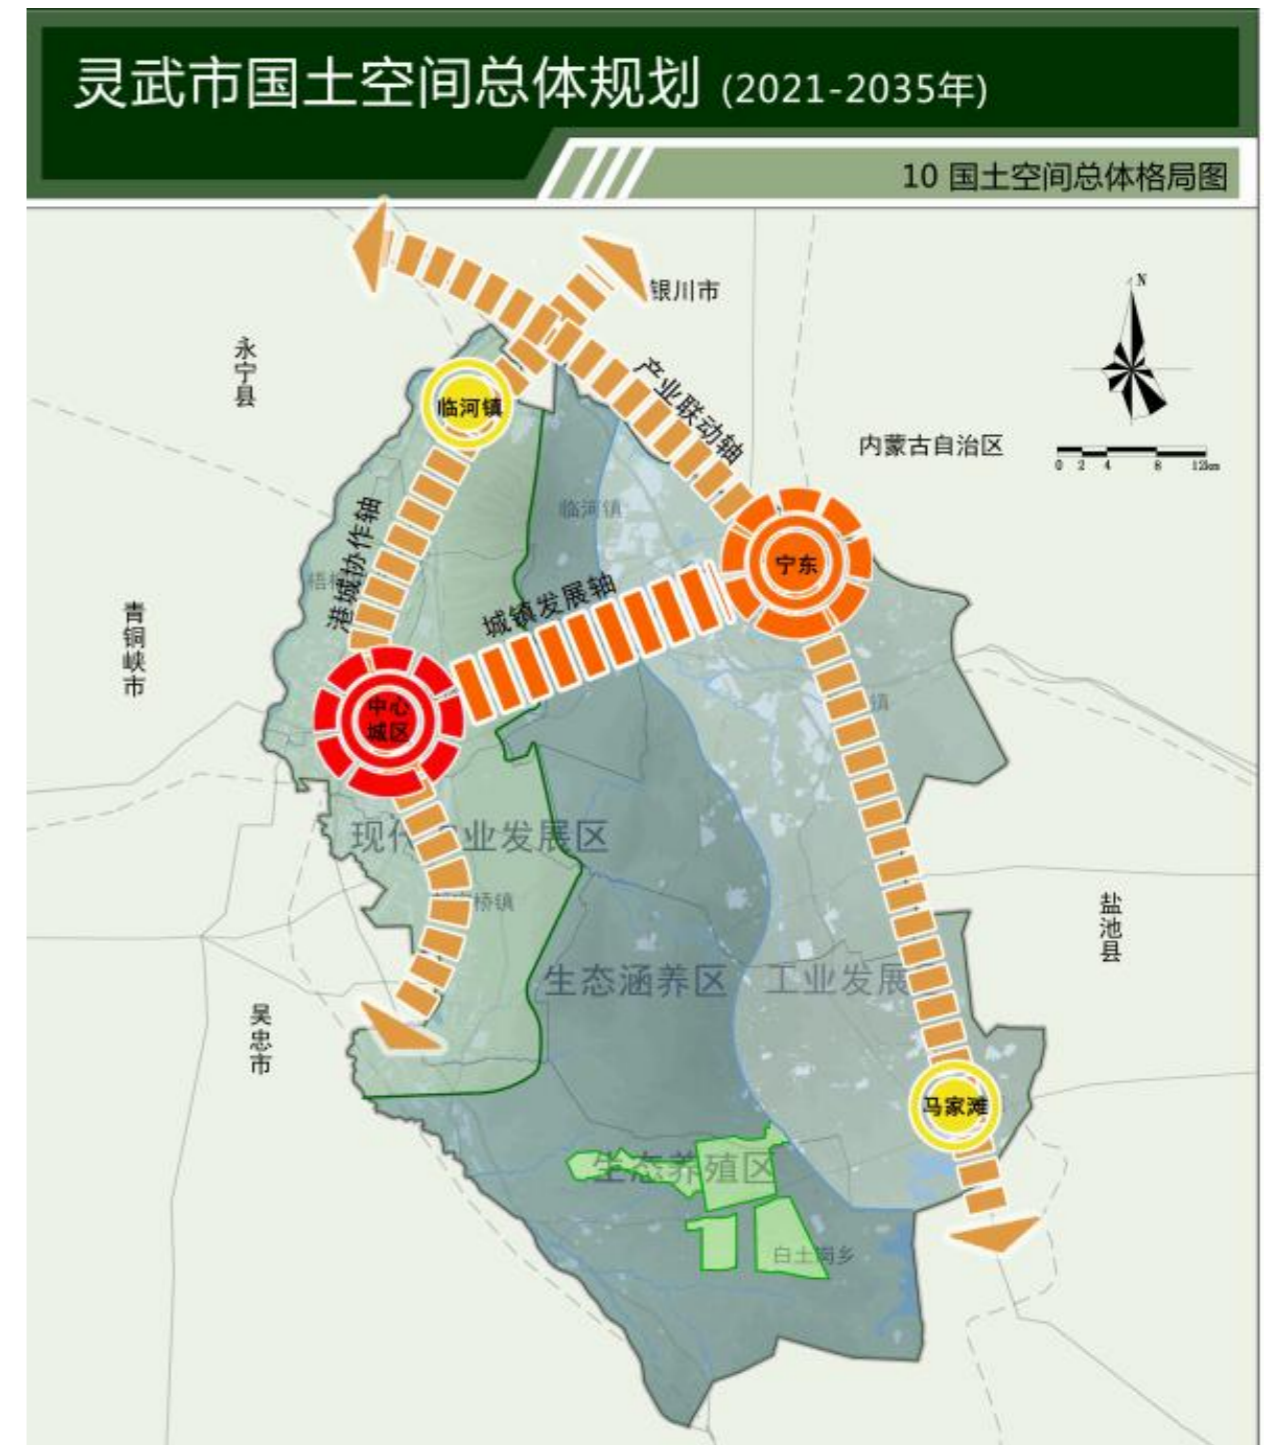 灵武市国土空间总体规划 (2021-2035年)
10 国土空间总体格局图
银川市
N
永宁县
产业联动轴
临河镇
内蒙古自治区
0 2 4 8 12km
临河镇
港城协作轴
宁东
梧
城镇发展轴
青铜峡市
镇
中心
城区
现代 业发展区
桥镇
盐池县
生态涵养区
工业发展
吴忠市
马家滩
生态养殖区
白土岗乡